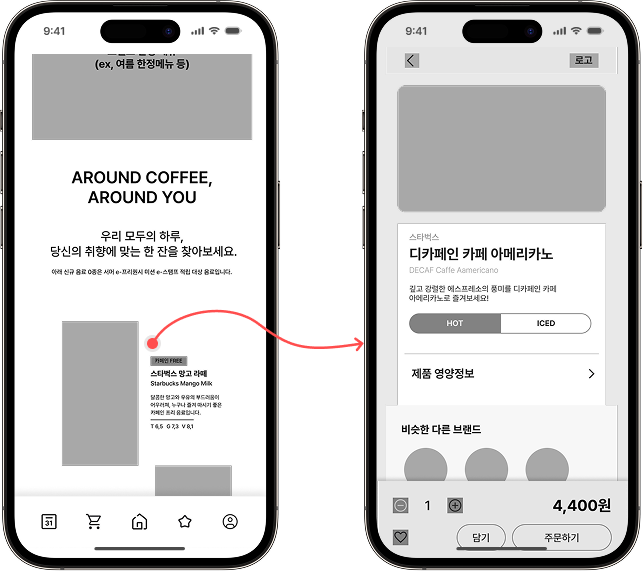 9:41
(ex, 여름 한정메뉴 등)
AROUND COFFEE,
AROUND YOU
우리 모두의 하루,
당신의 취향에 맞는 한 잔을 찾아보세요.
아래 신규 음료 0종은 서머 e-프리퀀시 미션 e-스탬프 적립 대상 음료입니다.
카페인 FREE
스타벅스 망고 라떼
Starbucks Mango Milk
달콤한 망고와 우유의 부드러움이
어우러져, 누구나 즐겨 마시기 좋은
카페인 프리 음료입니다.
T 6,5 G 7,3 V 8,1
31
9:41
로고
스타벅스
디카페인 카페 아메리카노
DECAF Caffe Aamericano
깊고 강렬한 에스프레소의 풍미를 디카페인 카페
아메리카노로 즐겨보세요!
HOT ICED
제품 영양정보
비슷한 다른 브랜드
1 4,400원
담기 주문하기